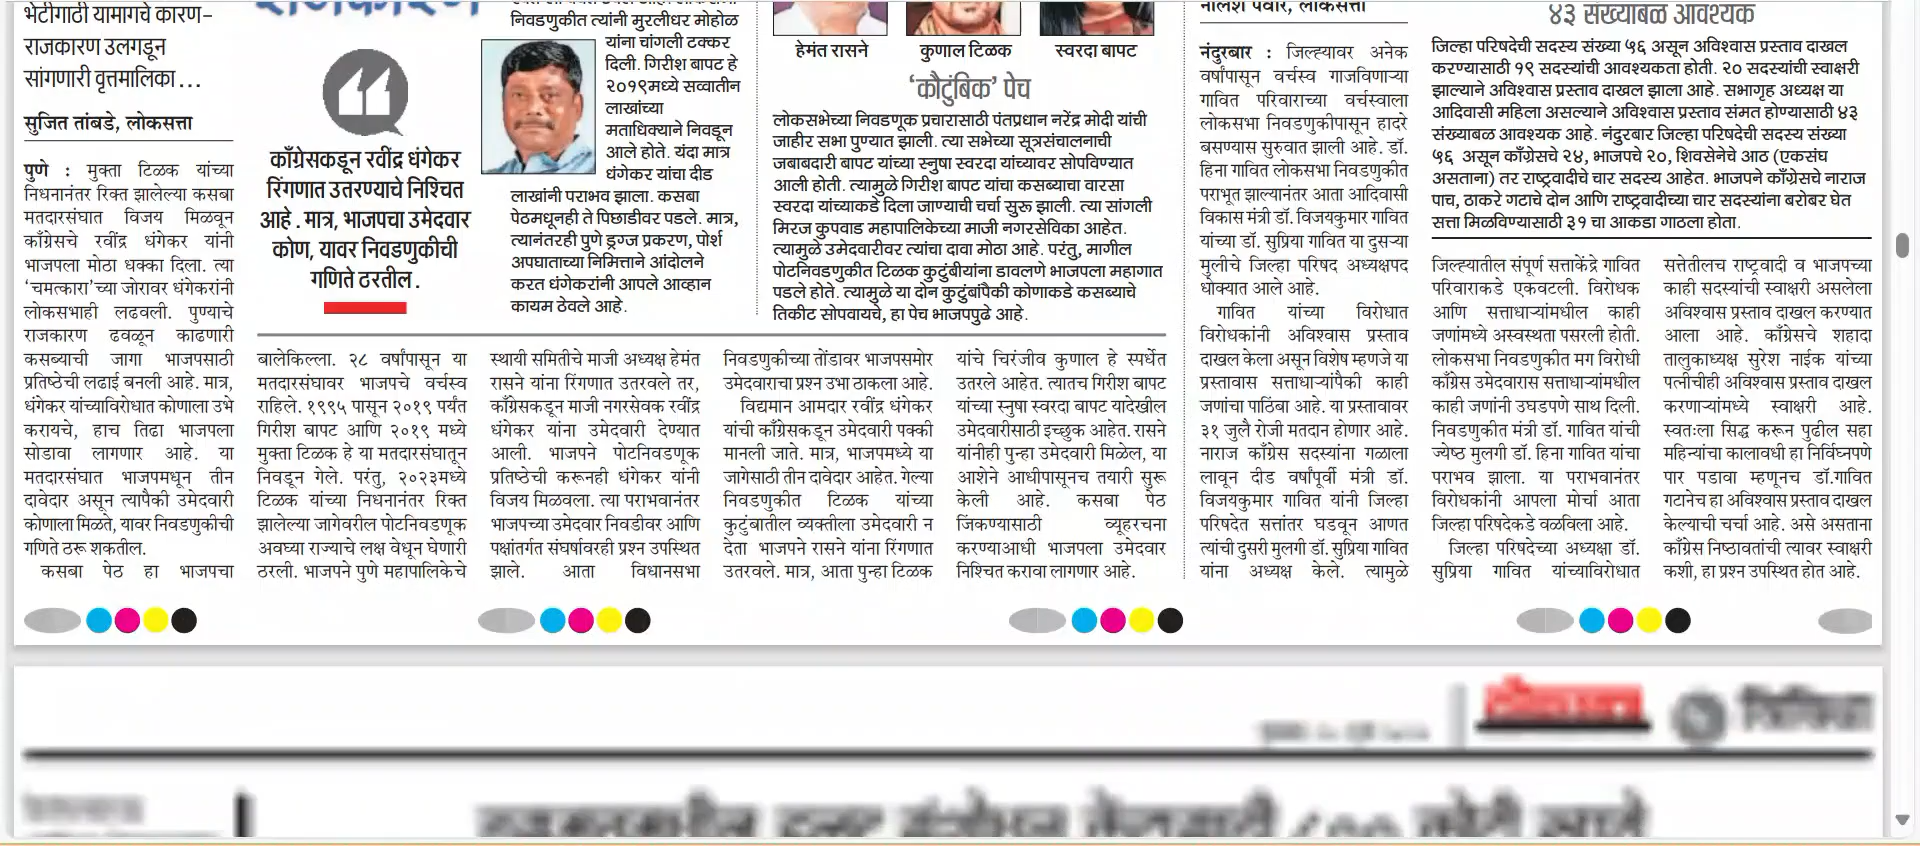 भेटीगाठी यामागचे कारण-
राजकारण उलगडून
सांगणारी वृत्तमालिका...
सुजित तांबडे, लोकसत्ता
पुणे : मुक्ता टिळक यांच्या
निधनानंतर रिक्त झालेल्या कसबा
मतदारसंघात विजय मिळवून
काँग्रेसचे रवींद्र धंगेकर यांनी
भाजपला मोठा धक्का दिला. त्या
‘चमत्कारा’च्या जोरावर धंगेकरांनी
लोकसभाही लढवली. पुण्याचे
राजकारण ढवळून काढणारी
कसब्याची जागा भाजपसाठी
प्रतिष्ठेची लढाई बनली आहे. मात्र,
धंगेकर यांच्याविरोधात कोणाला उभे
करायचे, हाच तिढा भाजपला
सोडावा लागणार आहे. या
मतदारसंघात भाजपमधून तीन
दावेदार असून त्यापैकी उमेदवारी
कोणाला मिळते, यावर निवडणुकीची
गणिते ठरू शकतील.
कसबा पेठ हा भाजपचा
काँग्रेसकडून रवींद्र धंगेकर
रिंगणात उतरण्याचे निश्चित
आहे . मात्र, भाजपचा उमेदवार
कोण, यावर निवडणुकीची
गणिते ठरतील .
बालेकिल्ला. २८ वर्षांपासून या
मतदारसंघावर भाजपचे वर्चस्व
राहिले. १९९५ पासून २०१९ पर्यंत
गिरीश बापट आणि २०१९ मध्ये
मुक्ता टिळक हे या मतदारसंघातून
निवडून गेले. परंतु, २०२३मध्ये
टिळक यांच्या निधनानंतर रिक्त
झालेल्या जागेवरील पोटनिवडणूक
अवघ्या राज्याचे लक्ष वेधून घेणारी
ठरली. भाजपने पुणे महापालिकेचे
निवडणुकीत त्यांनी मुरलीधर मोहोळ
यांना चांगली टक्कर
दिली. गिरीश बापट हे
२०१९मध्ये सव्वातीन
लाखांच्या
मताधिक्याने निवडून
आले होते. यंदा मात्र
धंगेकर यांचा दीड
लाखांनी पराभव झाला. कसबा
पेठमधूनही ते पिछाडीवर पडले. मात्र,
त्यानंतरही पुणे ड्रग्ज प्रकरण, पोर्श
अपघाताच्या निमित्ताने आंदोलने
करत धंगेकरांनी आपले आव्हान
कायम ठेवले आहे.
स्थायी समितीचे माजी अध्यक्ष हेमंत
रासने यांना रिंगणात उतरवले तर,
काँग्रेसकडून माजी नगरसेवक रवींद्र
धंगेकर यांना उमेदवारी देण्यात
आली. भाजपने पोटनिवडणूक
प्रतिष्ठेची करूनही धंगेकर यांनी
विजय मिळवला. त्या पराभवानंतर
भाजपच्या उमेदवार निवडीवर आणि
पक्षांतर्गत संघर्षावरही प्रश्न उपस्थित
झाले. आता विधानसभा
हेमंत रासने
कुणाल टिळक
स्वरदा बापट
‘कौटुंबिक’ पेच
लोकसभेच्या निवडणूक प्रचारासाठी पंतप्रधान नरेंद्र मोदी यांची
जाहीर सभा पुण्यात झाली. त्या सभेच्या सूत्रसंचालनाची
जबाबदारी बापट यांच्या स्नुषा स्वरदा यांच्यावर सोपविण्यात
आली होती. त्यामुळे गिरीश बापट यांचा कसब्याचा वारसा
स्वरदा यांच्याकडे दिला जाण्याची चर्चा सुरू झाली. त्या सांगली
मिरज कुपवाड महापालिकेच्या माजी नगरसेविका आहेत.
त्यामुळे उमेदवारीवर त्यांचा दावा मोठा आहे. परंतु, मागील
पोटनिवडणुकीत टिळक कुटुंबीयांना डावलणे भाजपला महागात
पडले होते. त्यामुळे या दोन कुटुंबांपैकी कोणाकडे कसब्याचे
तिकीट सोपवायचे, हा पेच भाजपपुढे आहे.
निवडणुकीच्या तोंडावर भाजपसमोर
उमेदवाराचा प्रश्न उभा ठाकला आहे.
विद्यमान आमदार रवींद्र धंगेकर
यांची काँग्रेसकडून उमेदवारी पक्की
मानली जाते. मात्र, भाजपमध्ये या
जागेसाठी तीन दावेदार आहेत. गेल्या
निवडणुकीत टिळक यांच्या
कुटुंबातील व्यक्तीला उमेदवारी न
देता भाजपने रासने यांना रिंगणात
उतरवले. मात्र, आता पुन्हा टिळक
यांचे चिरंजीव कुणाल हे स्पर्धेत
उतरले आहेत. त्यातच गिरीश बापट
यांच्या स्नुषा स्वरदा बापट यादेखील
उमेदवारीसाठी इच्छुक आहेत. रासने
यांनीही पुन्हा उमेदवारी मिळेल, या
आशेने आधीपासूनच तयारी सुरू
केली आहे. कसबा पेठ
जिंकण्यासाठी व्यूहरचना
करण्याआधी भाजपला उमेदवार
निश्चित करावा लागणार आहे.
नीलेश पवार, लोकसत्ता
नंदुरबार : जिल्ह्यावर अनेक
वर्षांपासून वर्चस्व गाजविणाऱ्या
गावित परिवाराच्या वर्चस्वाला
लोकसभा निवडणुकीपासून हादरे
बसण्यास सुरुवात झाली आहे. डॉ.
हिना गावित लोकसभा निवडणुकीत
पराभूत झाल्यानंतर आता आदिवासी
विकास मंत्री डॉ. विजयकुमार गावित
यांच्या डॉ. सुप्रिया गावित या दुसऱ्या
मुलीचे जिल्हा परिषद अध्यक्षपद
धोक्यात आले आहे.
गावित यांच्या विरोधात
विरोधकांनी अविश्वास प्रस्ताव
दाखल केला असून विशेष म्हणजे या
प्रस्तावास सत्ताधाऱ्यांपैकी काही
जणांचा पाठिंबा आहे. या प्रस्तावावर
३१ जुलै रोजी मतदान होणार आहे.
नाराज काँग्रेस सदस्यांना गळाला
लावून दीड वर्षांपूर्वी मंत्री डॉ.
विजयकुमार गावित यांनी जिल्हा
परिषदेत सत्तांतर घडवून आणत
त्यांची दुसरी मुलगी डॉ. सुप्रिया गावित
यांना अध्यक्ष केले. त्यामुळे
४३ संख्याबळ आवश्यक
जिल्हा परिषदेची सदस्य संख्या ५६ असून अविश्वास प्रस्ताव दाखल
करण्यासाठी १९ सदस्यांची आवश्यकता होती. २० सदस्यांची स्वाक्षरी
झाल्याने अविश्वास प्रस्ताव दाखल झाला आहे. सभागृह अध्यक्ष या
आदिवासी महिला असल्याने अविश्वास प्रस्ताव संमत होण्यासाठी ४३
संख्याबळ आवश्यक आहे. नंदुरबार जिल्हा परिषदेची सदस्य संख्या
५६ असून काँग्रेसचे २४, भाजपचे २०, शिवसेनेचे आठ (एकसंघ
असताना) तर राष्ट्रवादीचे चार सदस्य आहेत. भाजपने काँग्रेसचे नाराज
पाच, ठाकरे गटाचे दोन आणि राष्ट्रवादीच्या चार सदस्यांना बरोबर घेत
सत्ता मिळविण्यासाठी ३१ चा आकडा गाठला होता.
जिल्ह्यातील संपूर्ण सत्ताकेंद्रे गावित
परिवाराकडे एकवटली. विरोधक
आणि सत्ताधाऱ्यांमधील काही
जणांमध्ये अस्वस्थता पसरली होती.
लोकसभा निवडणुकीत मग विरोधी
काँग्रेस उमेदवारास सत्ताधाऱ्यांमधील
काही जणांनी उघडपणे साथ दिली.
निवडणुकीत मंत्री डॉ. गावित यांची
ज्येष्ठ मुलगी डॉ. हिना गावित यांचा
पराभव झाला. या पराभवानंतर
विरोधकांनी आपला मोर्चा आता
जिल्हा परिषदेकडे वळविला आहे.
जिल्हा परिषदेच्या अध्यक्षा डॉ.
सुप्रिया गावित यांच्याविरोधात
सत्तेतीलच राष्ट्रवादी व भाजपच्या
काही सदस्यांची स्वाक्षरी असलेला
अविश्वास प्रस्ताव दाखल करण्यात
आला आहे. काँग्रेसचे शहादा
तालुकाध्यक्ष सुरेश नाईक यांच्या
पत्नीचीही अविश्वास प्रस्ताव दाखल
करणाऱ्यांमध्ये स्वाक्षरी आहे.
स्वतःला सिद्ध करून पुढील सहा
महिन्यांचा कालावधी हा निर्विघ्नपणे
पार पडावा म्हणूनच डॉ.गावित
गटानेच हा अविश्वास प्रस्ताव दाखल
केल्याची चर्चा आहे. असे असताना
काँग्रेस निष्ठावतांची त्यावर स्वाक्षरी
कशी, हा प्रश्न उपस्थित होत आहे.